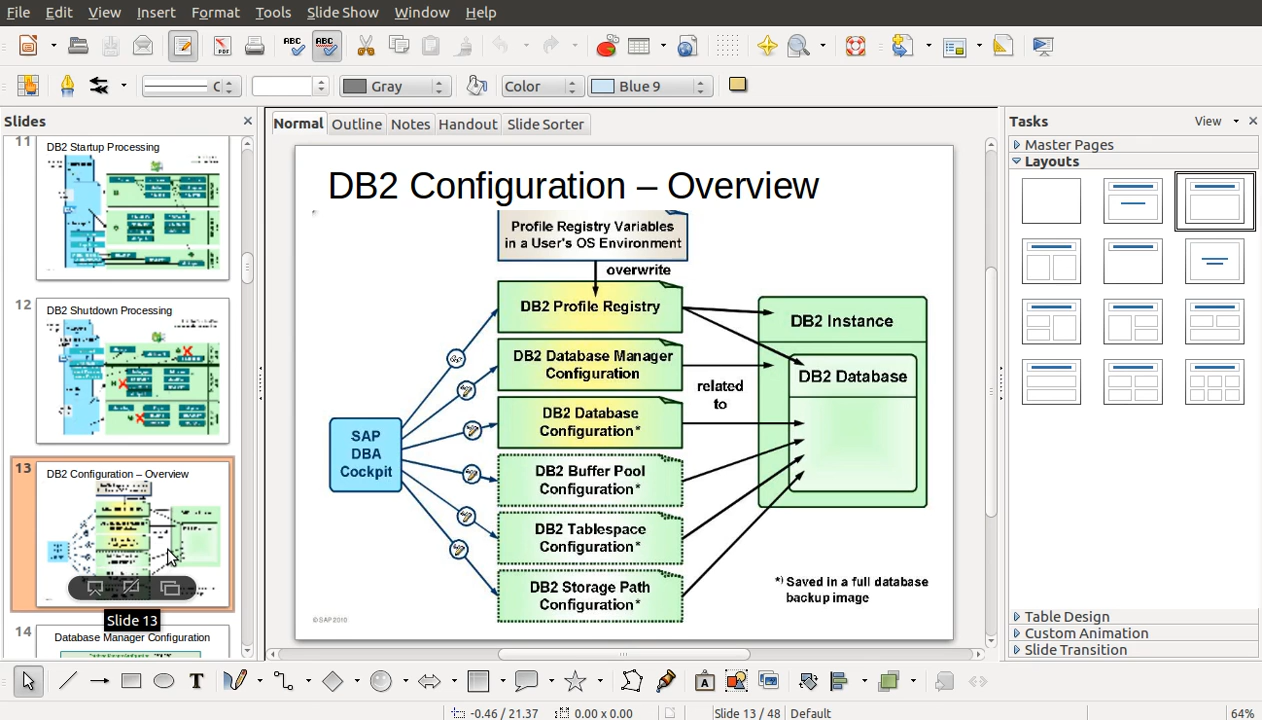 File Edit View Insert Format Tools Slide Show Window Help
Gray Color Blue 9
Slides
11
DB2 Startup Processing
12
DB2 Shutdown Processing
13
DB2 Configuration – Overview
Slide 13
14
Database Manager Configuration
Normal Outline Notes Handout Slide Sorter
DB2 Configuration – Overview
Profile Registry Variables
in a User's OS Environment
overwrite
DB2 Profile Registry
DB2 Database Manager
Configuration
DB2 Database
Configuration*
DB2 Buffer Pool
Configuration*
DB2 Tablespace
Configuration*
DB2 Storage Path
Configuration*
SAP
DBA
Cockpit
related
to
DB2 Instance
DB2 Database
*) Saved in a full database
backup image
© SAP 2010
Tasks View
Master Pages
Layouts
Table Design
Custom Animation
Slide Transition
-0.46 / 21.37 0.00 x 0.00 Slide 13 / 48 Default 64%